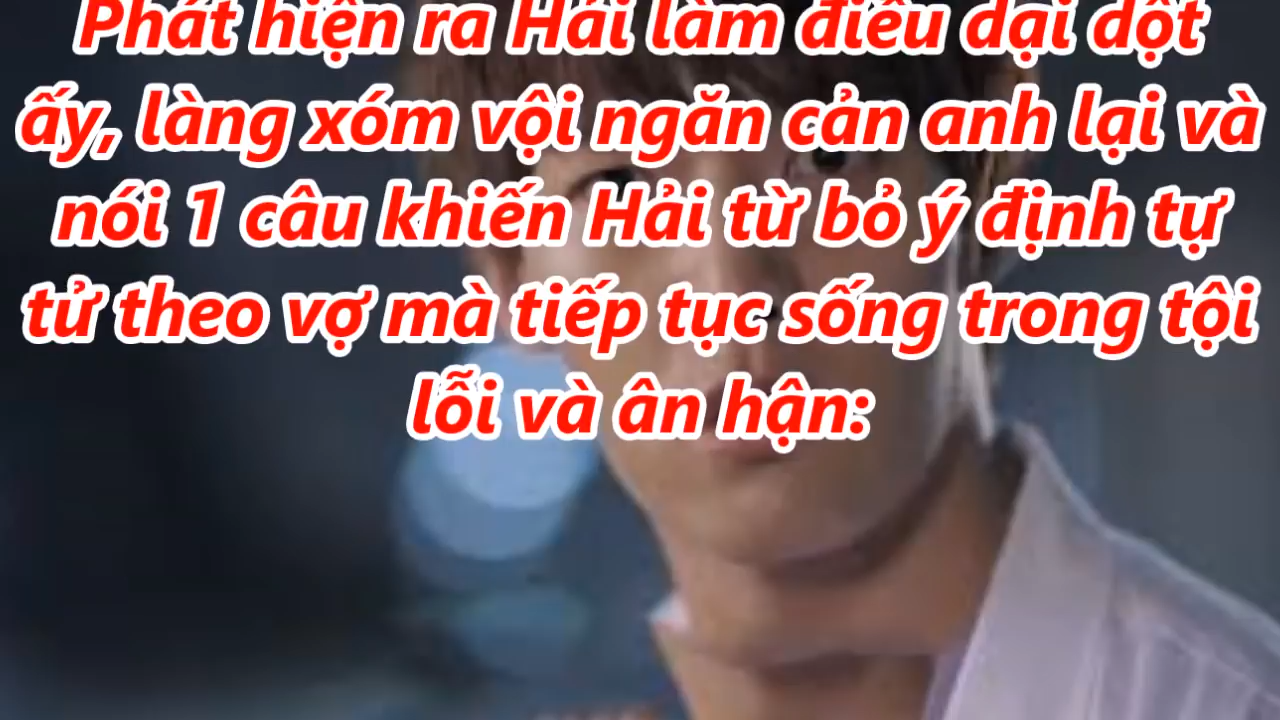 Phát hiện ra Hải làm điều dại dột
ấy, làng xóm vội ngăn cản anh lại và
nói 1 câu khiến Hải từ bỏ ý định tự
tử theo vợ mà tiếp tục sống trong tội
lỗi và ân hận: